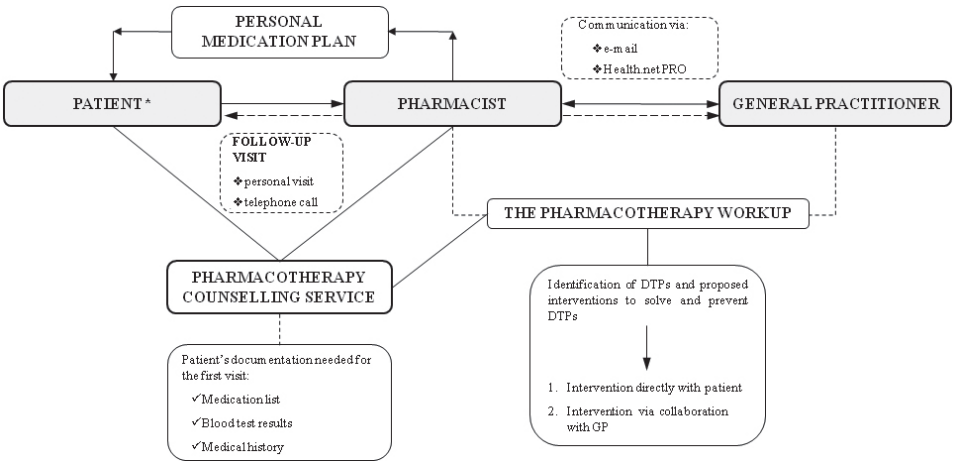 PERSONAL
MEDICATION PLAN
Communication via:
❖e-mail
❖Health.net PRO
PATIENT *
PHARMACIST
GENERAL PRACTITIONER
FOLLOW-UP
VISIT
❖personal visit
❖telephone call
THE PHARMACOTHERAPY WORKUP
PHARMACOTHERAPY
COUNSELLING SERVICE
Identification of DTPs and proposed
interventions to solve and prevent
DTPs
1. Intervention directly with patient
2. Intervention via collaboration
with GP
Patient's documentation needed for
the first visit:
✓Medication list
✓Blood test results
✓Medical history